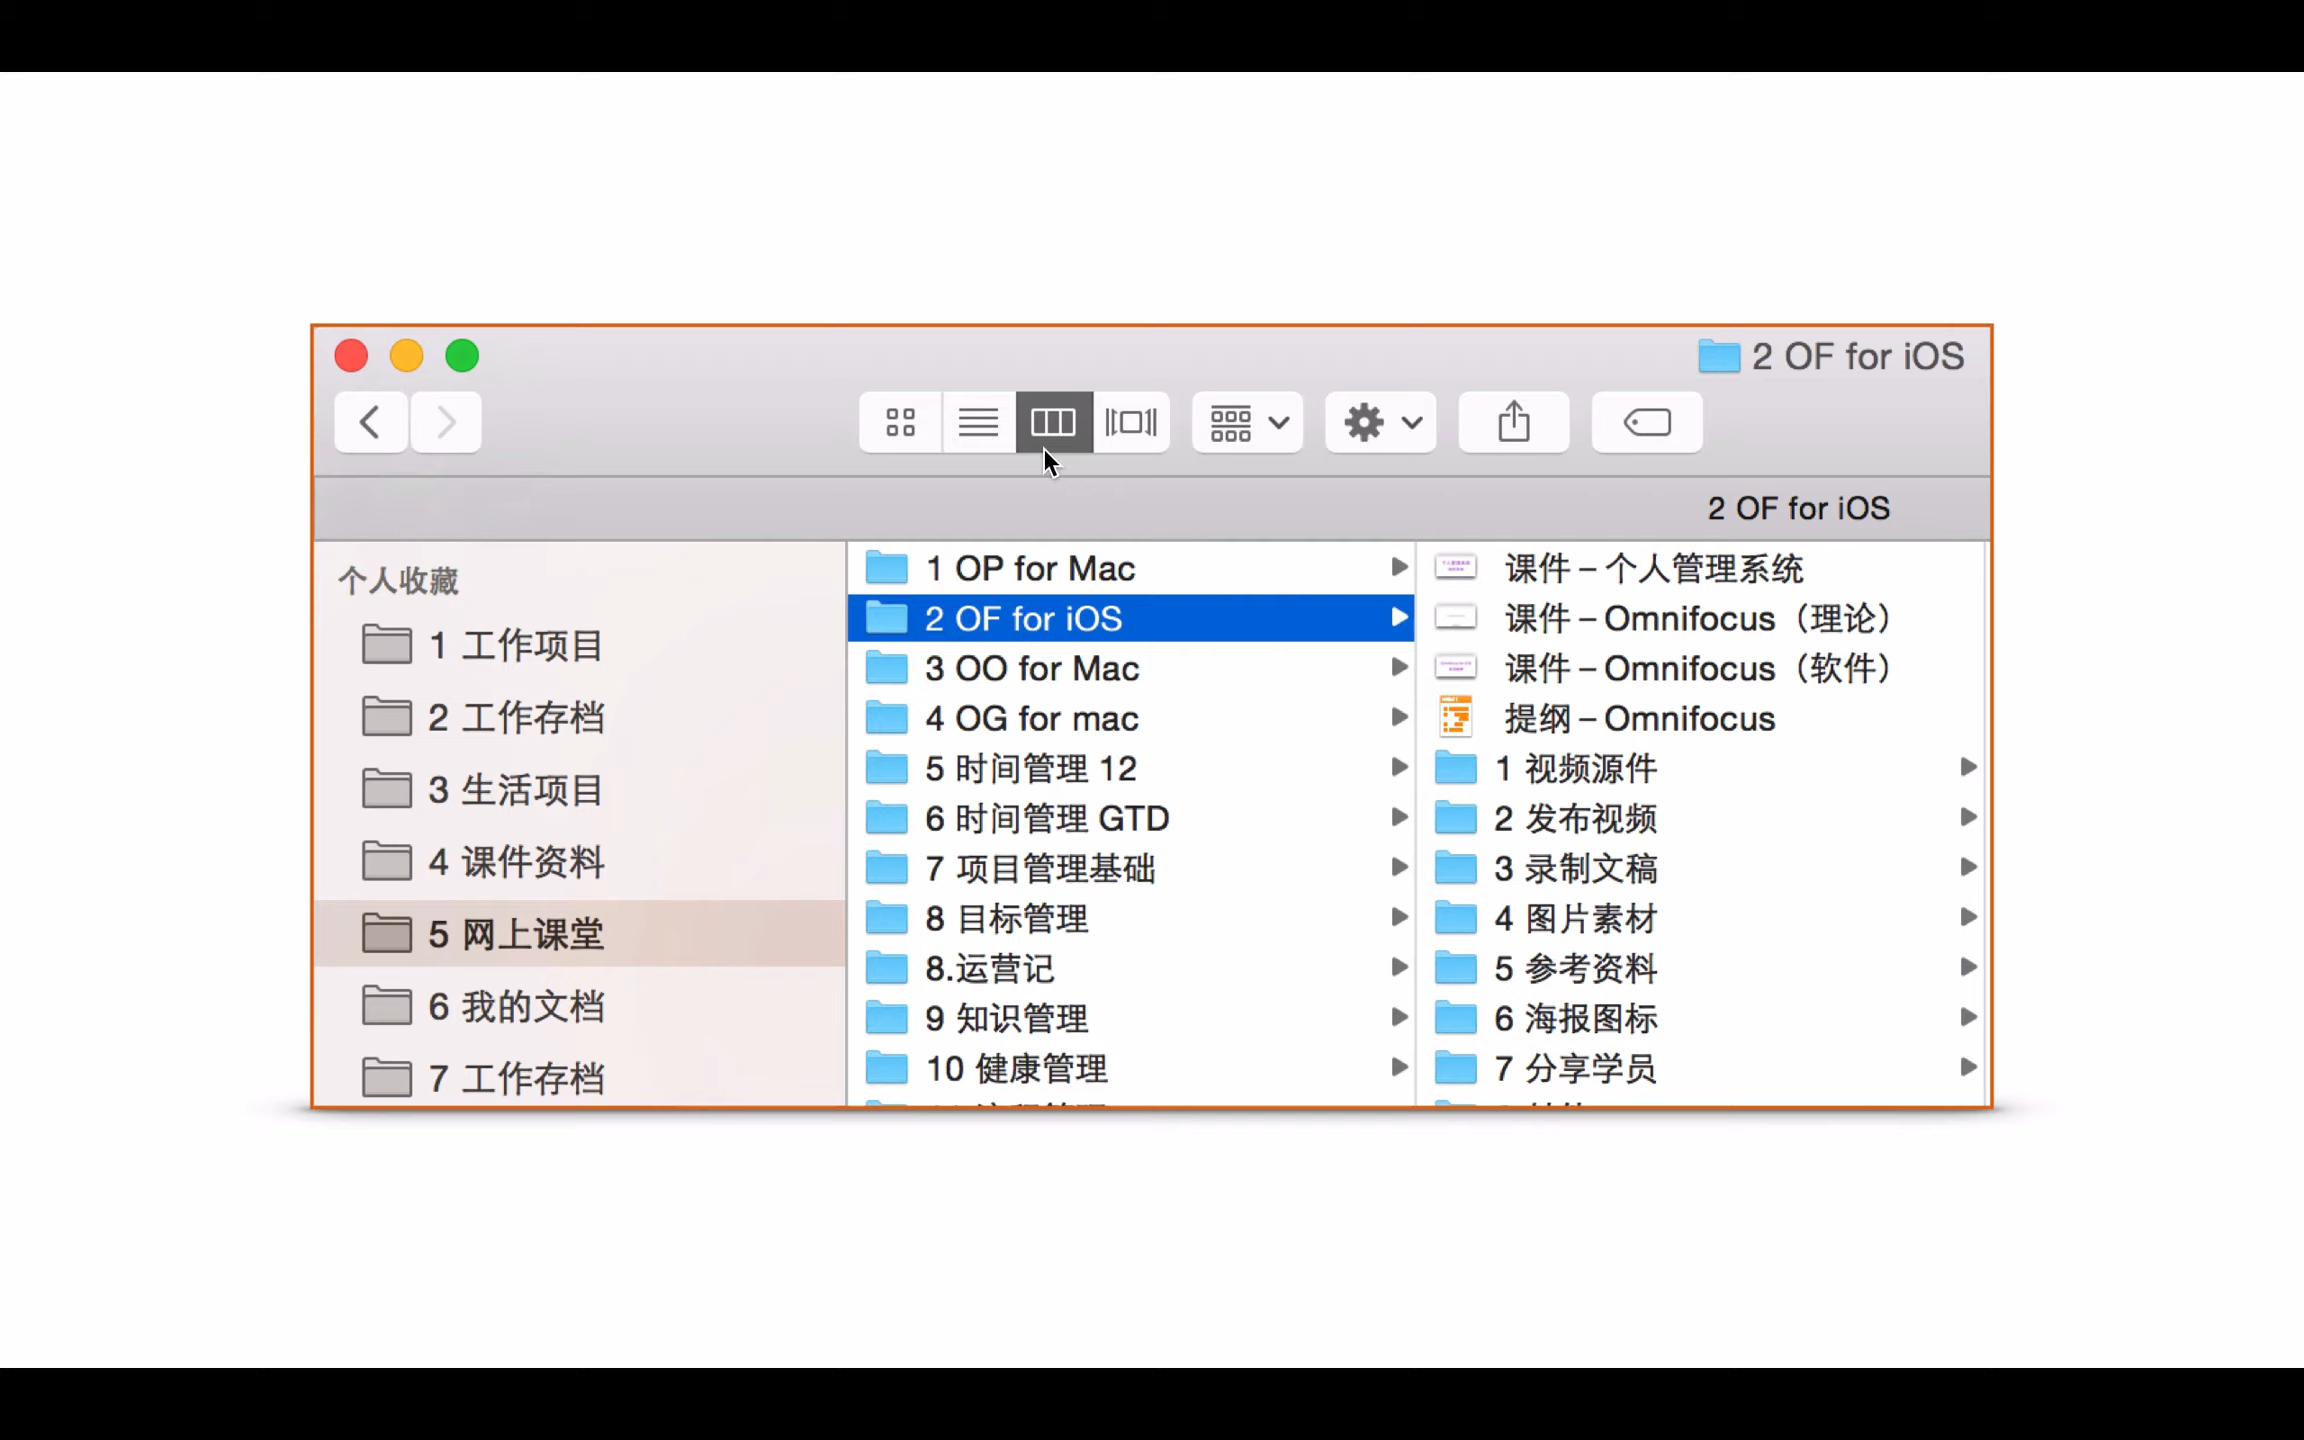 2 OF for iOS
2 OF for iOS
个人收藏
1 工作项目
2 工作存档
3 生活项目
4 课件资料
5 网上课堂
6 我的文档
7 工作存档
1 OP for Mac
2 OF for iOS
3 OO for Mac
4 OG for mac
5 时间管理 12
6 时间管理 GTD
7 项目管理基础
8 目标管理
8.运营记
9 知识管理
10 健康管理
课件 – 个人管理系统
课件 – Omnifocus（理论）
课件 – Omnifocus（软件）
提纲 – Omnifocus
1 视频源件
2 发布视频
3 录制文稿
4 图片素材
5 参考资料
6 海报图标
7 分享学员